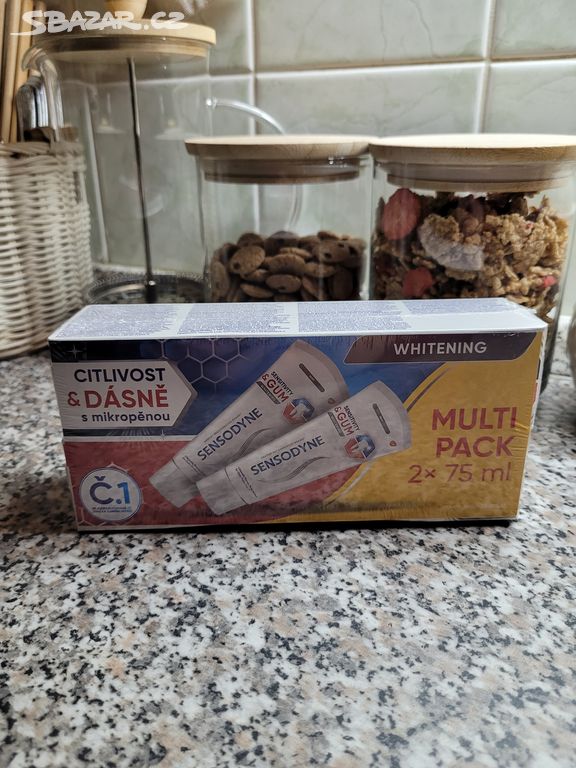 SBAZAR.CZ
CITLIVOST
& DÁSNĚ
s mikropěnou
Č.1
WHITENING
SENSODYNE
SENSITIVITY
& GUM
SENSODYNE
SENSITIVITY
& GUM
MULTI
PACK
2× 75 ml